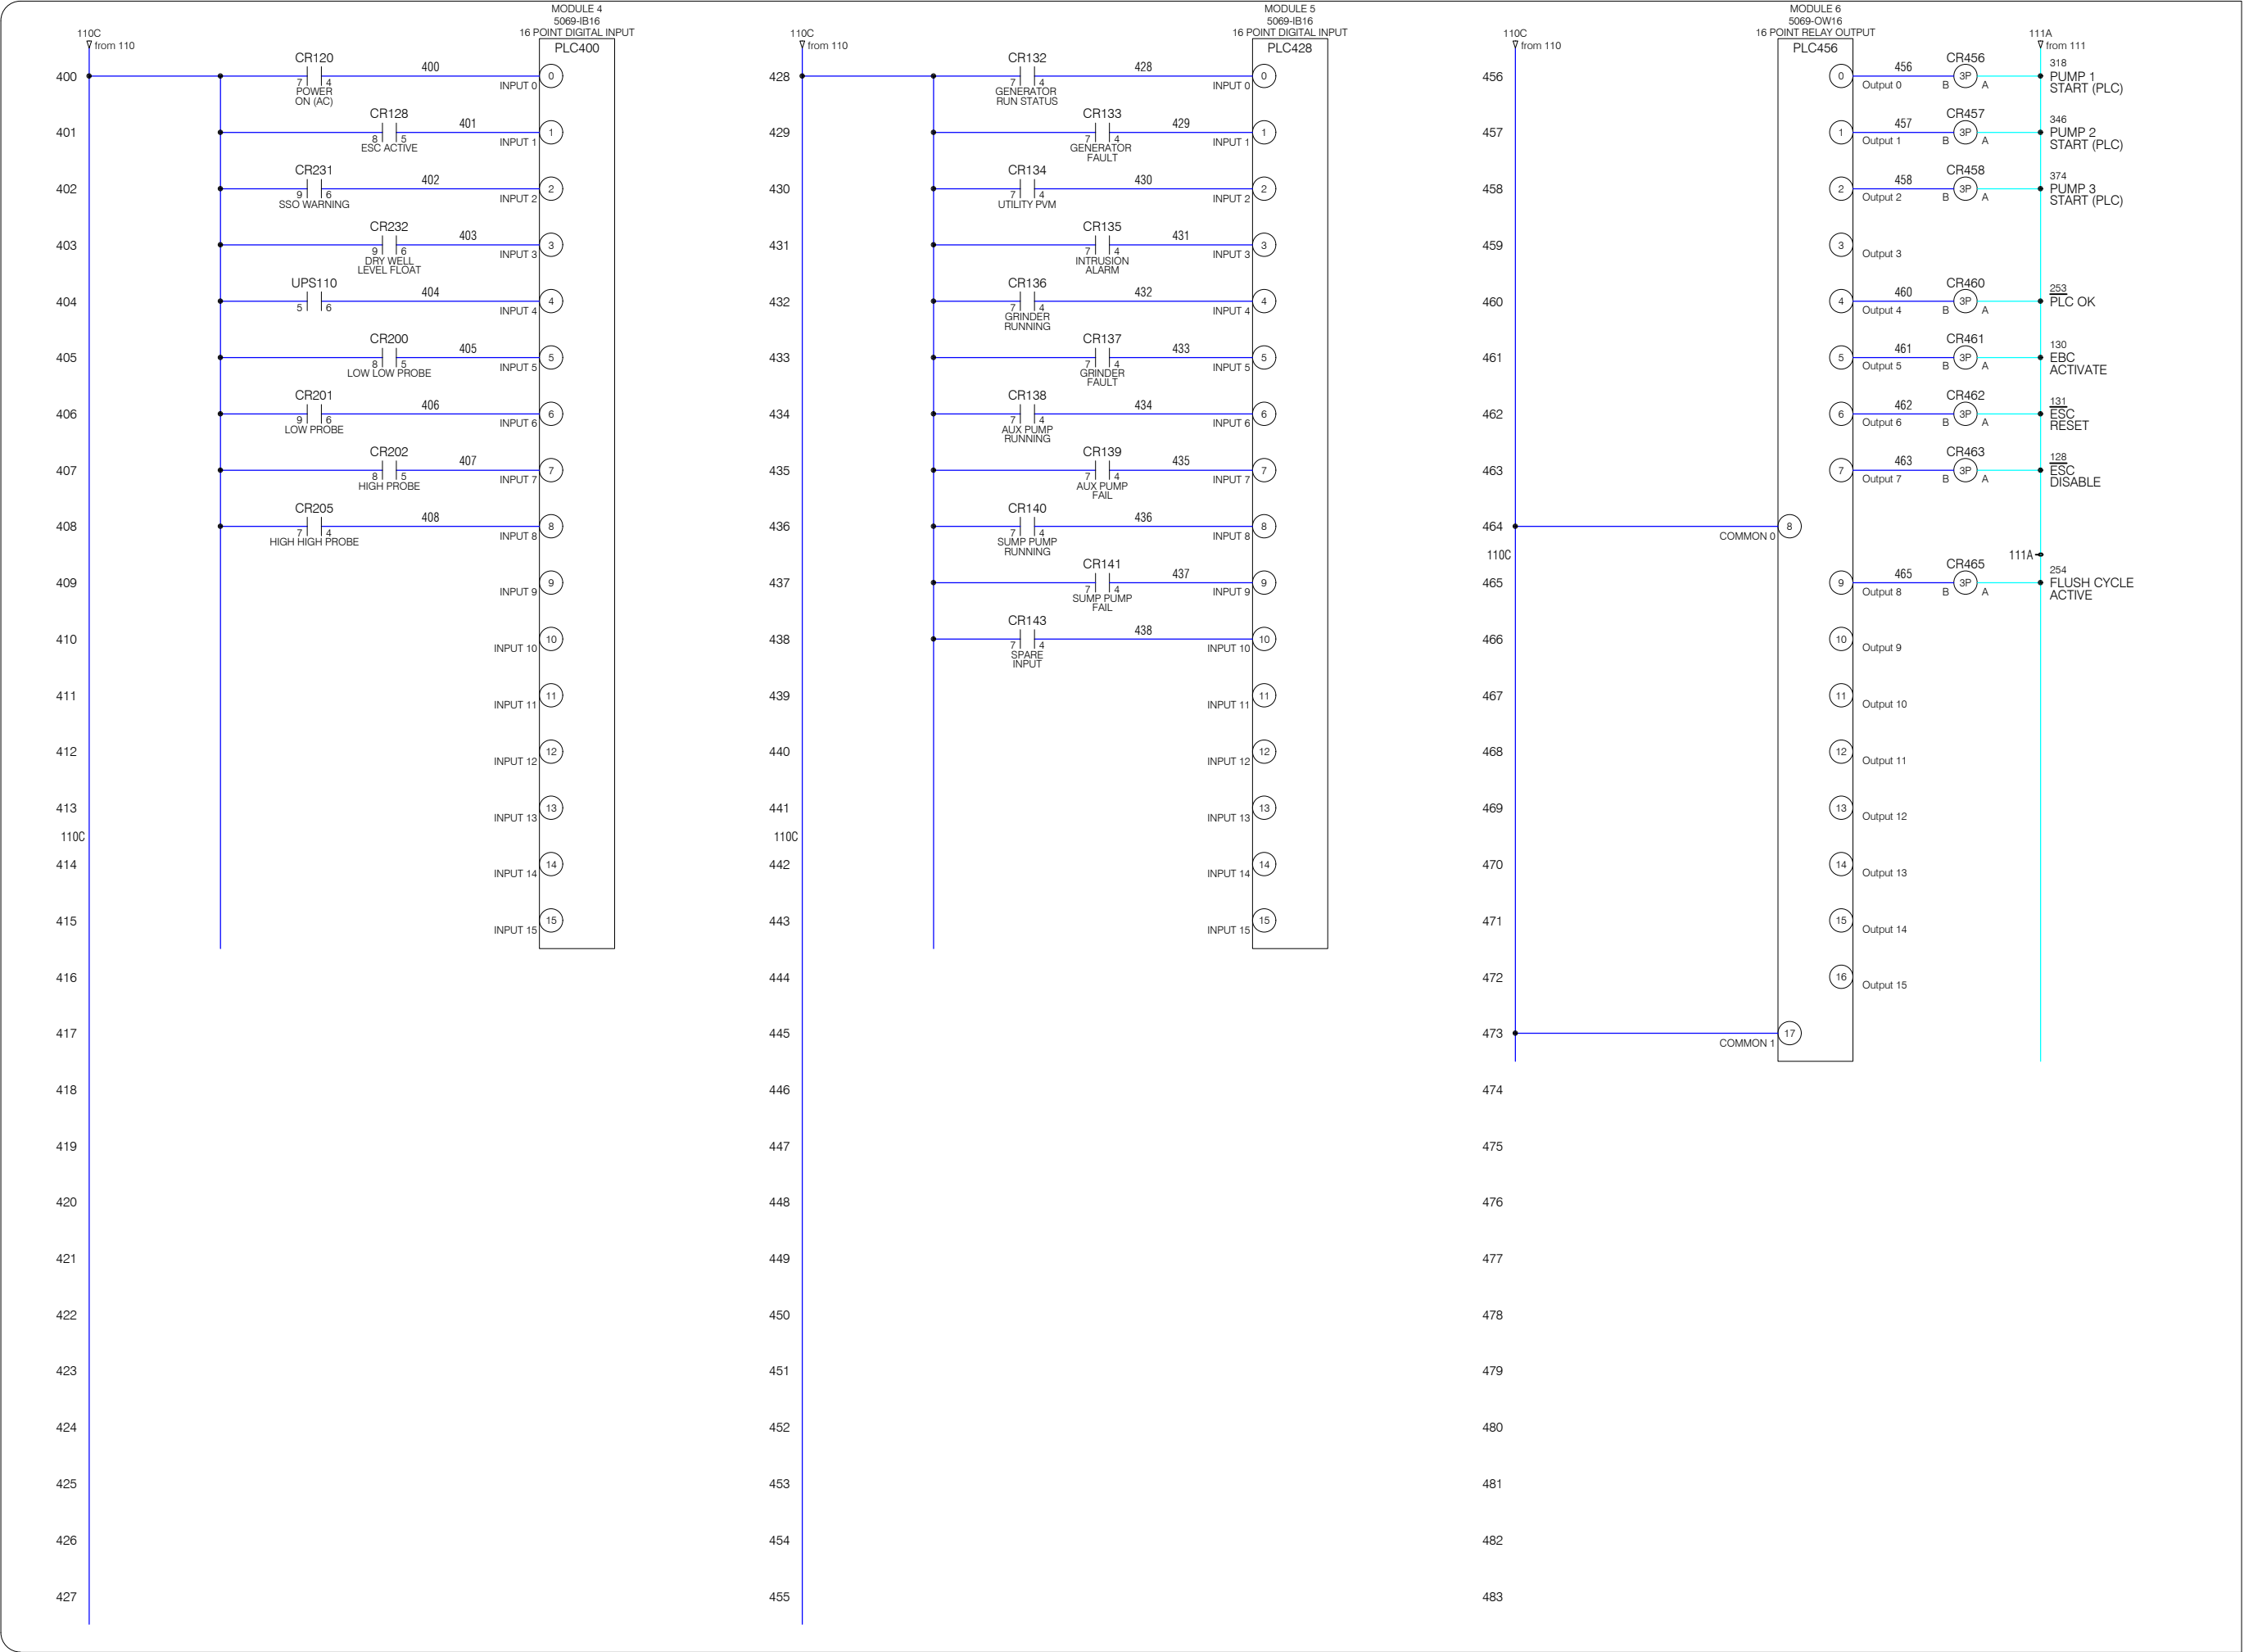 MODULE 4
5069-IB16
16 POINT DIGITAL INPUT
PLC400
110C
from 110
400
CR120
7 4
POWER
ON (AC)
400
INPUT 0
0
401
CR128
8 5
ESC ACTIVE
401
INPUT 1
1
402
CR231
9 6
SSO WARNING
402
INPUT 2
2
403
CR232
9 6
DRY WELL
LEVEL FLOAT
403
INPUT 3
3
404
UPS110
5 6
404
INPUT 4
4
405
CR200
8 5
LOW LOW PROBE
405
INPUT 5
5
406
CR201
9 6
LOW PROBE
406
INPUT 6
6
407
CR202
8 5
HIGH PROBE
407
INPUT 7
7
408
CR205
7 4
HIGH HIGH PROBE
408
INPUT 8
8
409
INPUT 9
9
410
INPUT 10
10
411
INPUT 11
11
412
INPUT 12
12
413
INPUT 13
13
110C
414
INPUT 14
14
415
INPUT 15
15
416
417
418
419
420
421
422
423
424
425
426
427
MODULE 5
5069-IB16
16 POINT DIGITAL INPUT
PLC428
110C
from 110
428
CR132
7 4
GENERATOR
RUN STATUS
428
INPUT 0
0
429
CR133
7 4
GENERATOR
FAULT
429
INPUT 1
1
430
CR134
7 4
UTILITY PVM
430
INPUT 2
2
431
CR135
7 4
INTRUSION
ALARM
431
INPUT 3
3
432
CR136
7 4
GRINDER
RUNNING
432
INPUT 4
4
433
CR137
7 4
GRINDER
FAULT
433
INPUT 5
5
434
CR138
7 4
AUX PUMP
RUNNING
434
INPUT 6
6
435
CR139
7 4
AUX PUMP
FAIL
435
INPUT 7
7
436
CR140
7 4
SUMP PUMP
RUNNING
436
INPUT 8
8
437
CR141
7 4
SUMP PUMP
FAIL
437
INPUT 9
9
438
CR143
7 4
SPARE
INPUT
438
INPUT 10
10
439
INPUT 11
11
440
INPUT 12
12
441
INPUT 13
13
110C
442
INPUT 14
14
443
INPUT 15
15
444
445
446
447
448
449
450
451
452
453
454
455
MODULE 6
5069-OW16
16 POINT RELAY OUTPUT
PLC456
110C
from 110
111A
from 111
456
0
Output 0
456
CR456
B 3P A
318
PUMP 1
START (PLC)
457
1
Output 1
457
CR457
B 3P A
346
PUMP 2
START (PLC)
458
2
Output 2
458
CR458
B 3P A
374
PUMP 3
START (PLC)
459
3
Output 3
460
4
Output 4
460
CR460
B 3P A
253
PLC OK
461
5
Output 5
461
CR461
B 3P A
130
EBC
ACTIVATE
462
6
Output 6
462
CR462
B 3P A
131
ESC
RESET
463
7
Output 7
463
CR463
B 3P A
128
ESC
DISABLE
464
COMMON 0
8
110C
111A
465
9
Output 8
465
CR465
B 3P A
254
FLUSH CYCLE
ACTIVE
466
10
Output 9
467
11
Output 10
468
12
Output 11
469
13
Output 12
470
14
Output 13
471
15
Output 14
472
16
Output 15
473
COMMON 1
17
474
475
476
477
478
479
480
481
482
483